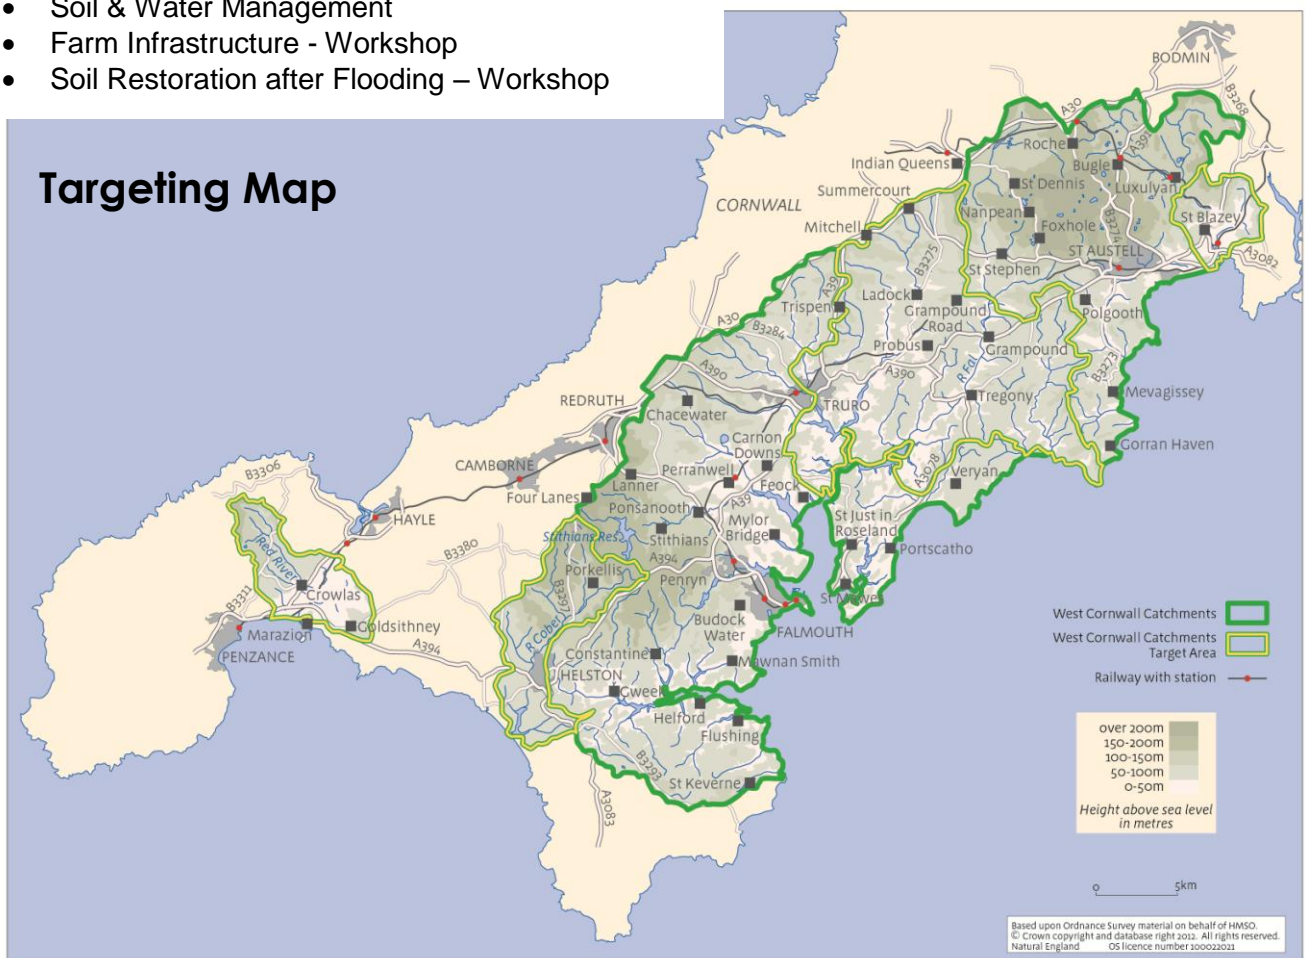 • Soil & Water Management
• Farm Infrastructure - Workshop
• Soil Restoration after Flooding – Workshop
Targeting Map
BODMIN
B3268
A30
Roche
A391
Bugle
Indian Queens
Luxulyan
St Dennis
Summercourt
CORNWALL
Nanpean
B3274
St Blazey
Mitchell
Foxhole
ST AUSTELL
A3082
B3275
St Stephen
A39
Ladock
Trispen
Grampound
Road
Polgooth
A30
B3284
Probus
Grampound
R Fal
B3273
A390
A390
Mevagissey
Tregony
REDRUTH
TRURO
Chacewater
Carnon
Downs
Gorran Haven
A3078
Veryan
CAMBORNE
Perranwell
B3306
Lanner
Feock
Four Lanes
A39
Ponsanooth
HAYLE
St Just in
Roseland
Mylor
Bridge
Stithians Res.
Stithians
Portscatho
Red River
B3380
A394
Porkellis
Penryn
B3297
Crowlas
St Mawes
B3311
West Cornwall Catchments
Budock
Water
Goldsithney
R Cober
FALMOUTH
Marazion
West Cornwall Catchments
Target Area
A394
PENZANCE
Constantine
Mawnan Smith
HELSTON
Railway with station
Gweek
Helford
Flushing
over 200m
150-200m
100-150m
50-100m
0-50m
B3293
St Keverne
A3083
Height above sea level
in metres
0
5km
Based upon Ordnance Survey material on behalf of HMSO.
© Crown copyright and database right 2012. All rights reserved.
Natural England OS licence number 100022021